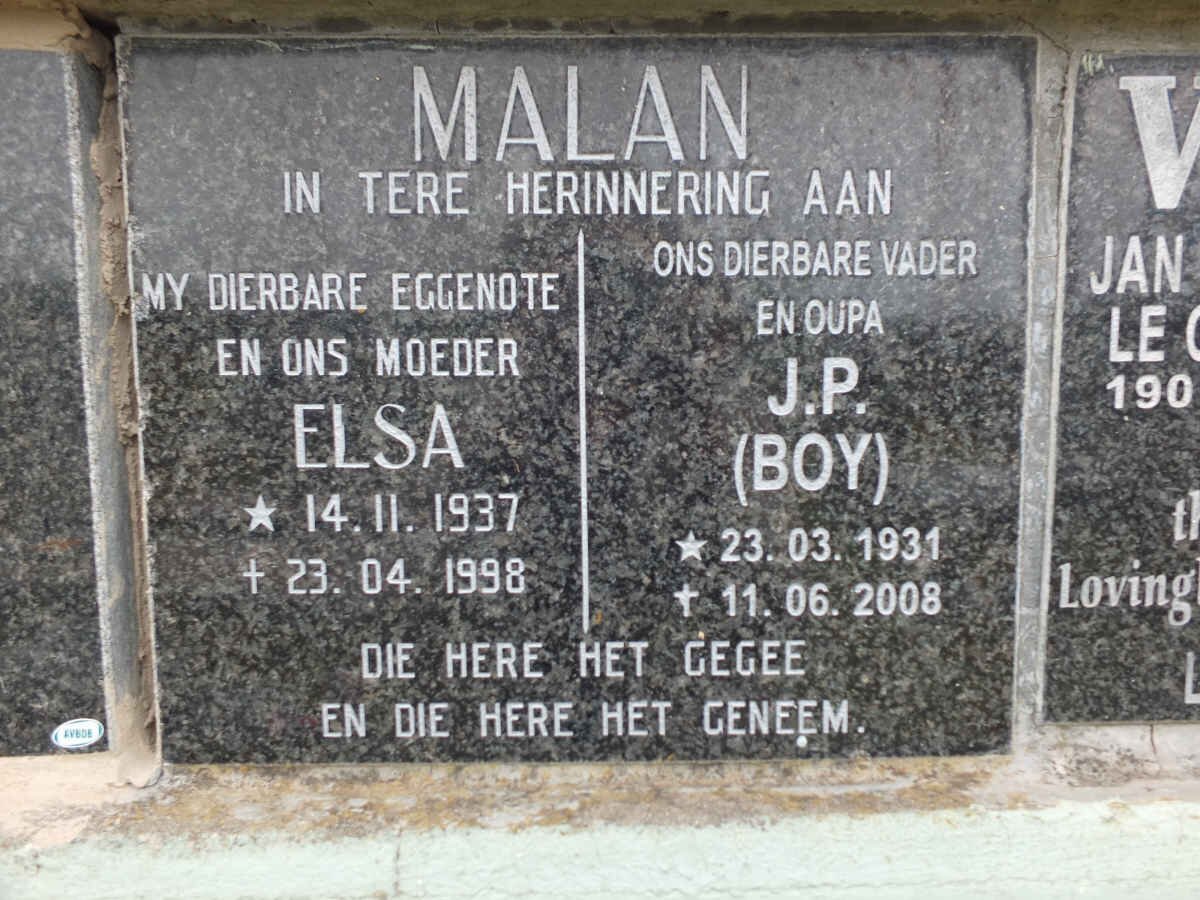 MALAN
IN TERE HERINNERING AAN
MY DIERBARE EGGENOTE
EN ONS MOEDER
ELSA
★ 14. 11. 1937
† 23. 04. 1998
ONS DIERBARE VADER
EN OUPA
J.P.
(BOY)
★ 23. 03. 1931
† 11. 06. 2008
DIE HERE HET GEGEE
EN DIE HERE HET GENEEM.
AVBOB
JAN
LE
190
Loving